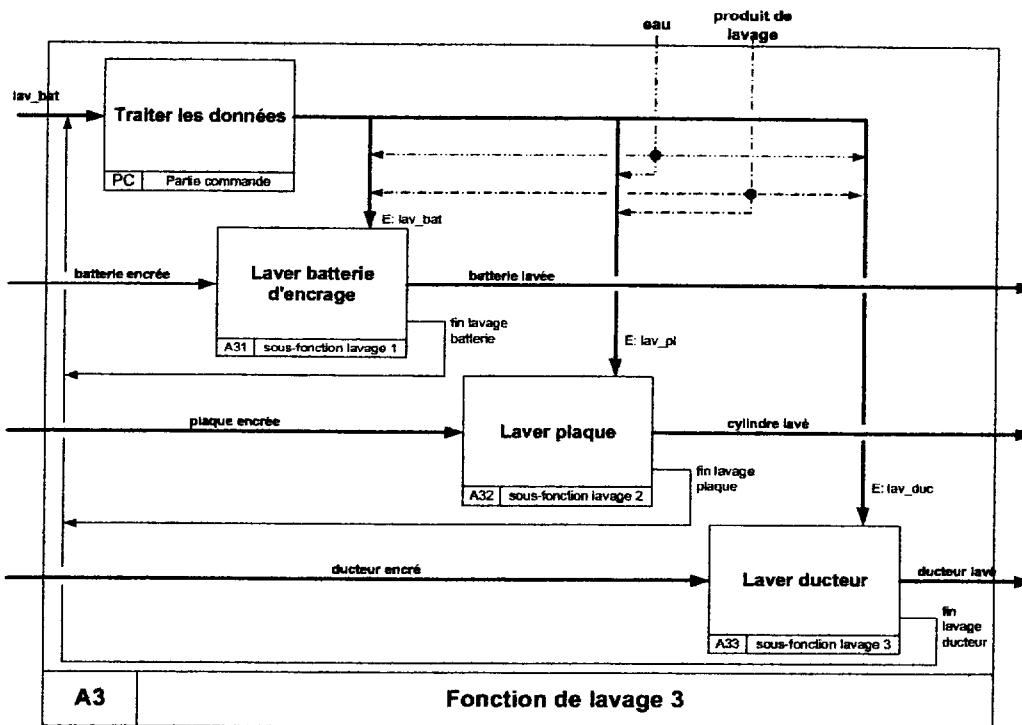 eau
produit de
lavage
lav_bat
Traiter les données
PC
Partie commande
E: lav_bat
batterie encrée
Laver batterie
d'encrage
batterie lavée
A31
sous-fonction lavage 1
fin lavage
batterie
E: lav_pl
plaque encrée
Laver plaque
cylindre lavé
A32
sous-fonction lavage 2
fin lavage
plaque
E: lav_duc
ducteur encré
Laver ducteur
ducteur lavé
A33
sous-fonction lavage 3
fin
lavage
ducteur
A3
Fonction de lavage 3